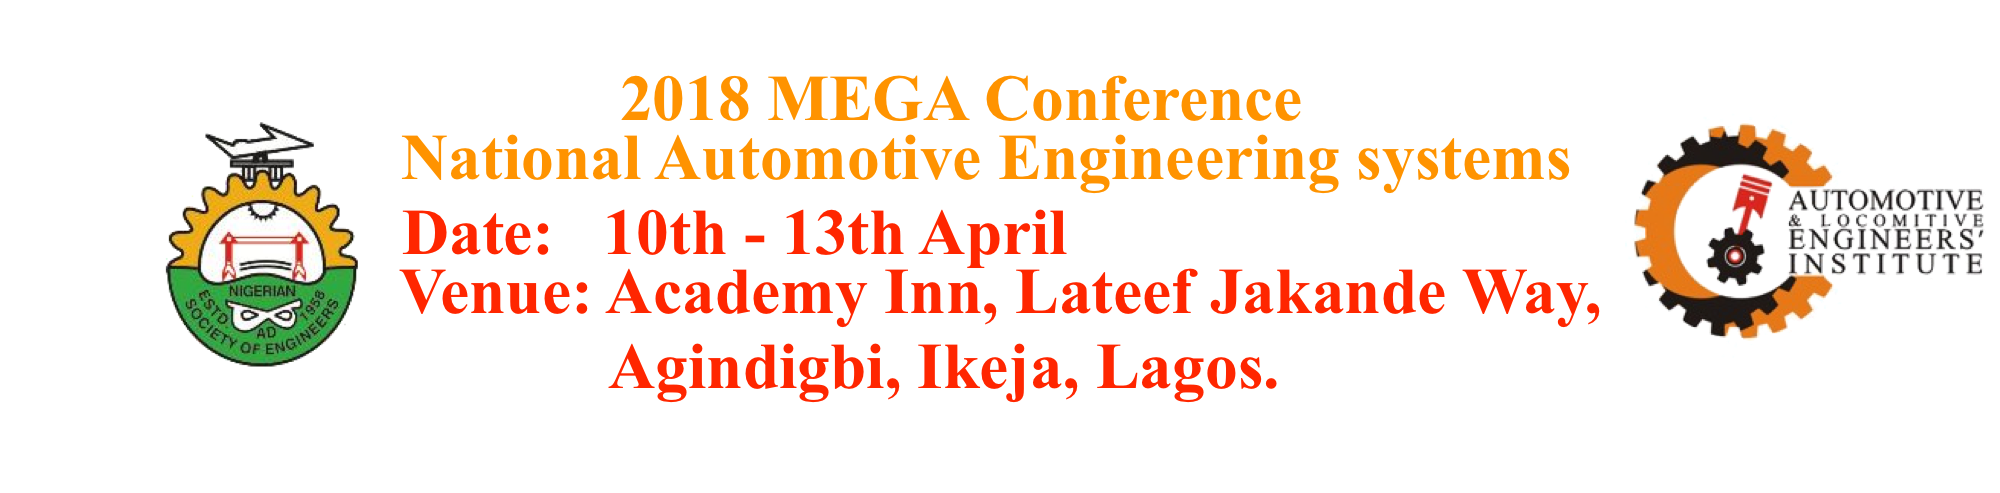 2018 MEGA Conference
National Automotive Engineering systems
Date: 10th - 13th April
Venue: Academy Inn, Lateef Jakande Way,
Agindigbi, Ikeja, Lagos.
NIGERIAN
ESTD AD 1958
SOCIETY OF ENGINEERS
AUTOMOTIVE
& LOCOMITIVE
ENGINEERS'
INSTITUTE